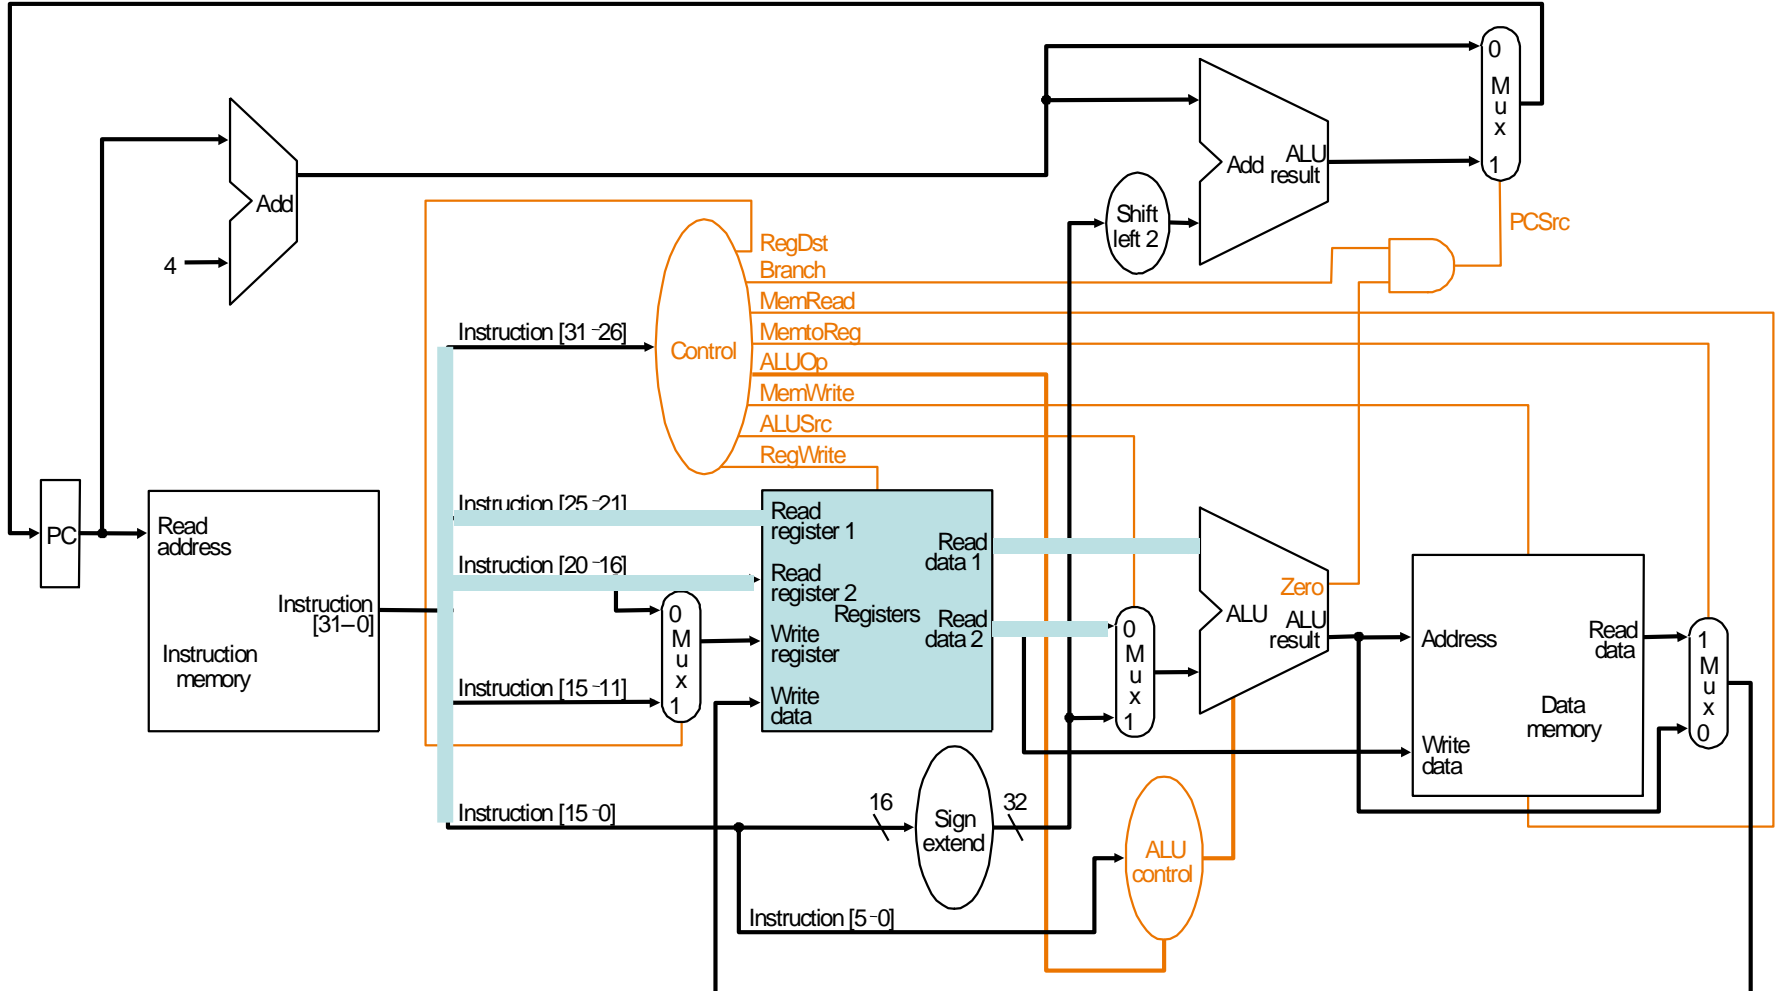 0
M
u
x
1
Add
ALU
result
Shift
left 2
PCSrc
Add
4
RegDst
Branch
MemRead
MemtoReg
ALUOp
MemWrite
ALUSrc
RegWrite
Control
Instruction [31–26]
Instruction [25–21]
Instruction [20–16]
Instruction [15–11]
Instruction [15–0]
Instruction [5–0]
PC
Read
address
Instruction
[31–0]
Instruction
memory
0
M
u
x
1
Read
register 1
Read
register 2
Write
register
Write
data
Registers
Read
data 1
Read
data 2
0
M
u
x
1
Zero
ALU
ALU
result
Address
Read
data
Data
memory
Write
data
1
M
u
x
0
16
Sign
extend
32
ALU
control